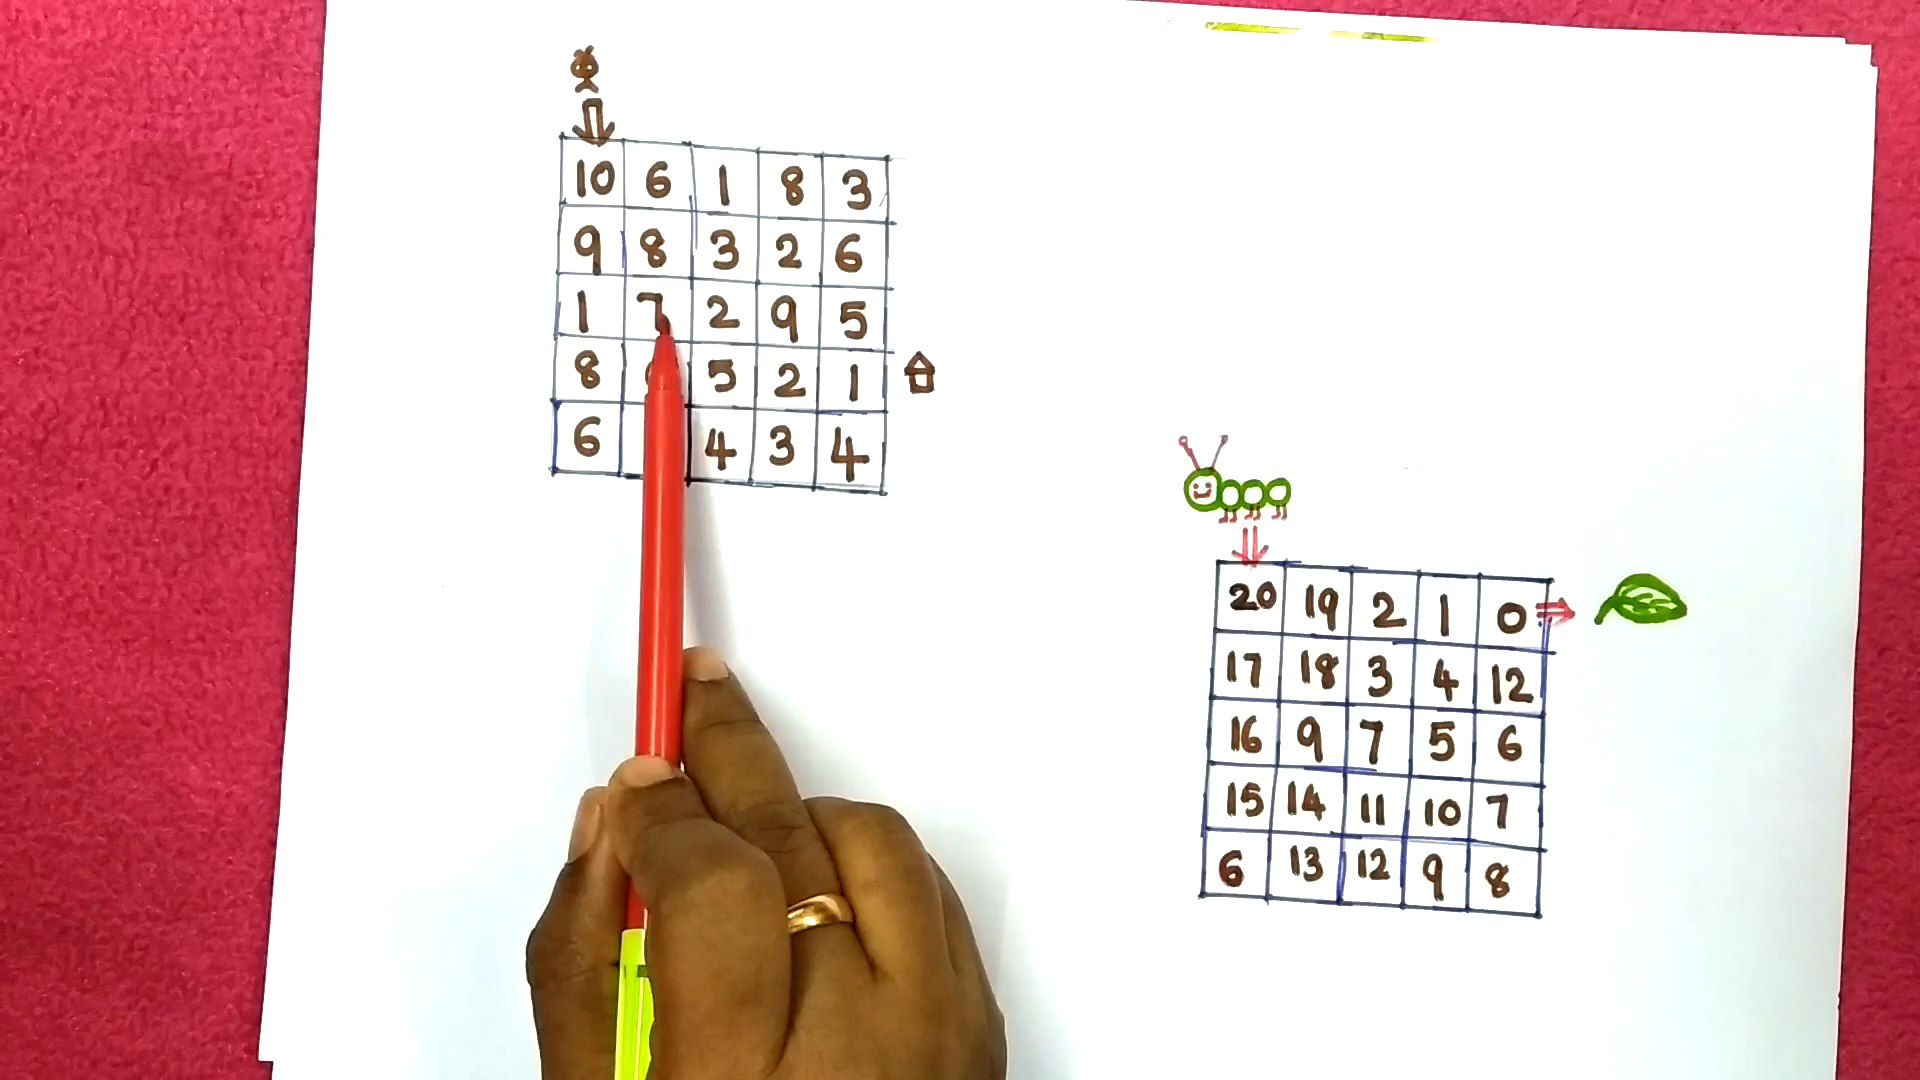 10 6 1 8 3
9 8 3 2 6
1 7 2 9 5
8 5 2 1
6 4 3 4
20 19 2 1 0
17 18 3 4 12
16 9 7 5 6
15 14 11 10 7
6 13 12 9 8